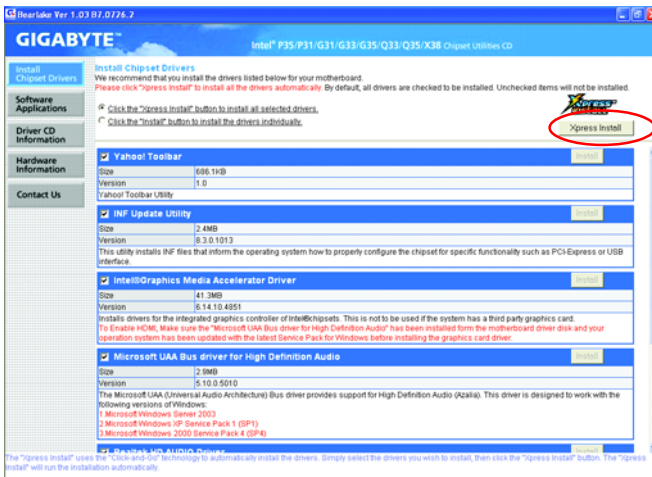 Bearlake Ver 1.03 B7.0726.2
GIGABYTE™
Intel® P35/P31/G31/G33/G35/Q33/Q35/X38 Chipset Utilities CD
Install
Chipset Drivers
Software
Applications
Driver CD
Information
Hardware
Information
Contact Us
Install Chipset Drivers
We recommend that you install the drivers listed below for your motherboard.
Please click "Xpress Install" to install all the drivers automatically. By default, all drivers are checked to be installed. Unchecked items will not be installed.
Click the "Xpress Install" button to install all selected drivers.
Click the "Install" button to install the drivers individually.
Xpress
Install
Xpress Install
Yahoo! Toolbar Install
Size 686.1KB
Version 1.0
Yahoo! Toolbar Utility
INF Update Utility Install
Size 2.4MB
Version 8.3.0.1013
This utility installs INF files that inform the operating system how to properly configure the chipset for specific functionality such as PCI-Express or USB
interface.
Intel®Graphics Media Accelerator Driver Install
Size 41.3MB
Version 6.14.10.4851
Installs drivers for the integrated graphics controller of Intel®chipsets. This is not to be used if the system has a third party graphics card.
To Enable HDMI, Make sure the "Microsoft UAA Bus driver for High Definition Audio" has been installed form the motherboard driver disk and your
operation system has been updated with the latest Service Pack for Windows before installing the graphics card driver.
Microsoft UAA Bus driver for High Definition Audio Install
Size 2.9MB
Version 5.10.0.5010
The Microsoft UAA (Universal Audio Architecture) Bus driver provides support for High Definition Audio (Azalia). This driver is designed to work with the
following versions of Windows:
1.Microsoft Windows Server 2003
2.Microsoft Windows XP Service Pack 1 (SP1)
3.Microsoft Windows 2000 Service Pack 4 (SP4)
Realtek HD AUDIO Driver Install
The "Xpress Install" uses the "Click-and-Go" technology to automatically install the drivers. Simply select the drivers you wish to install, then click the "Xpress Install" button. The "Xpress
Install" will run the installation automatically.